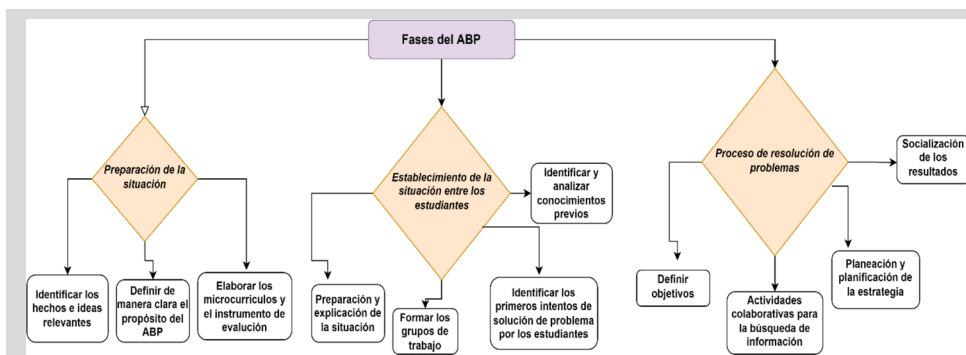 Fases del ABP
Preparación de la
situación
Identificar los
hechos e ideas
relevantes
Definir de
manera clara el
propósito del
ABP
Elaborar los
microcurriculos y
el instrumento de
evalución
Establecimiento de la
situación entre los
estudiantes
Identificar y
analizar
conocimientos
previos
Preparación y
explicación de la
situación
Formar los
grupos de
trabajo
Identificar los
primeros intentos de
solución de problema
por los estudiantes
Proceso de resolución de
problemas
Socialización
de los
resultados
Definir
objetivos
Actividades
colaborativas para
la búsqueda de
información
Planeación y
planificación de
la estrategia